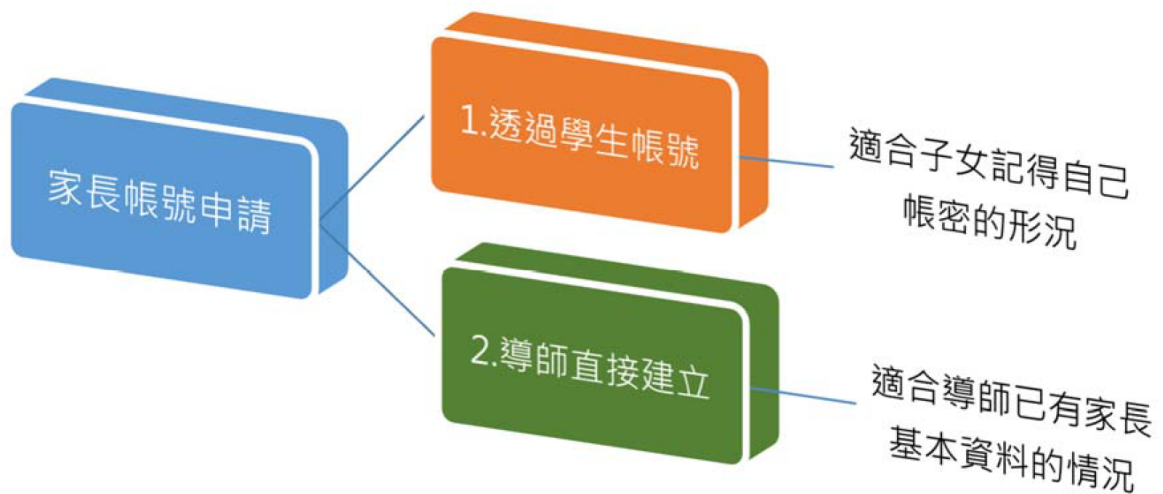 家長帳號申請
1.透過學生帳號
適合子女記得自己
帳密的形況
2.導師直接建立
適合導師已有家長
基本資料的情況